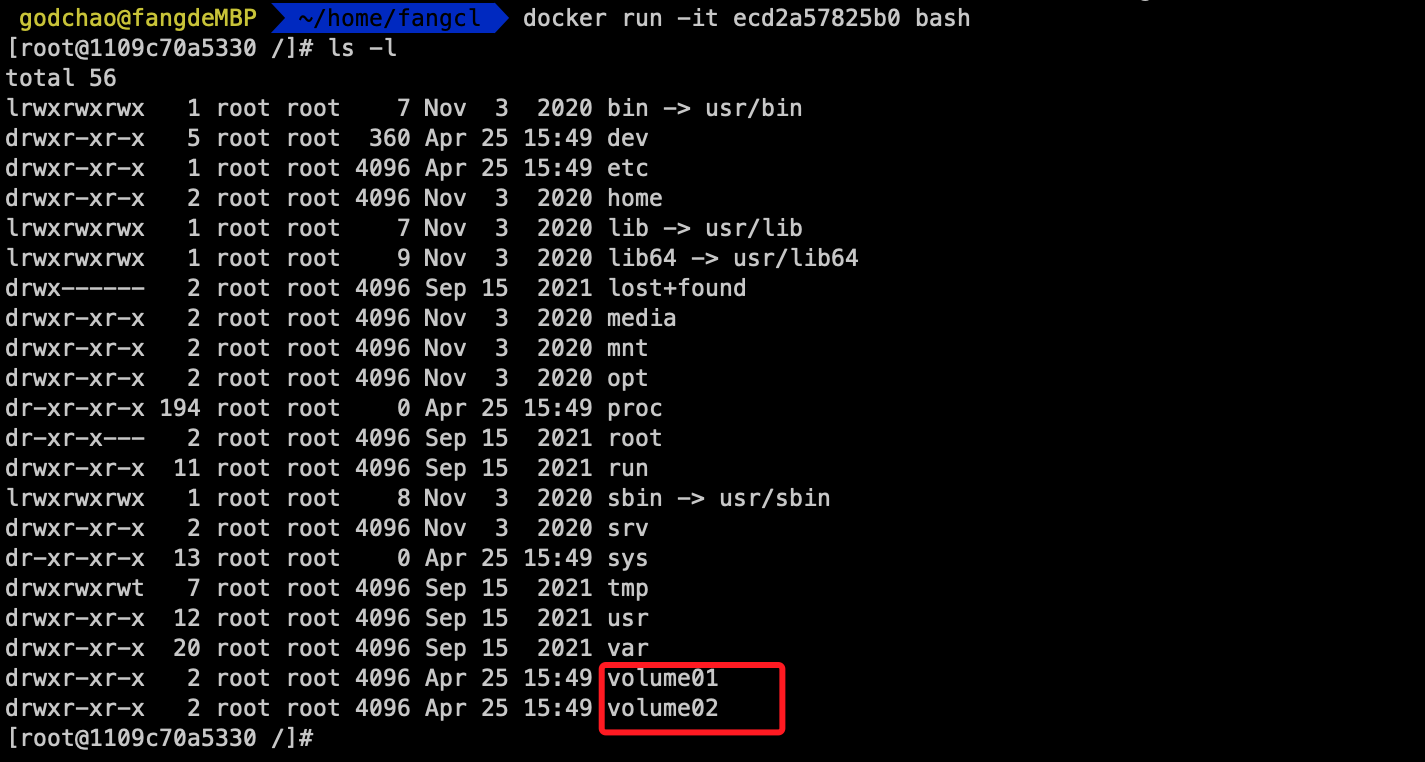 godchao@fangdeMBP ~/home/fangcl docker run -it ecd2a57825b0 bash
[root@1109c70a5330 /]# ls -l
total 56
lrwxrwxrwx   1 root root    7 Nov  3  2020 bin -> usr/bin
drwxr-xr-x   5 root root  360 Apr 25 15:49 dev
drwxr-xr-x   1 root root 4096 Apr 25 15:49 etc
drwxr-xr-x   2 root root 4096 Nov  3  2020 home
lrwxrwxrwx   1 root root    7 Nov  3  2020 lib -> usr/lib
lrwxrwxrwx   1 root root    9 Nov  3  2020 lib64 -> usr/lib64
drwx------   2 root root 4096 Sep 15  2021 lost+found
drwxr-xr-x   2 root root 4096 Nov  3  2020 media
drwxr-xr-x   2 root root 4096 Nov  3  2020 mnt
drwxr-xr-x   2 root root 4096 Nov  3  2020 opt
dr-xr-xr-x 194 root root    0 Apr 25 15:49 proc
dr-xr-x---   2 root root 4096 Sep 15  2021 root
drwxr-xr-x  11 root root 4096 Sep 15  2021 run
lrwxrwxrwx   1 root root    8 Nov  3  2020 sbin -> usr/sbin
drwxr-xr-x   2 root root 4096 Nov  3  2020 srv
dr-xr-xr-x  13 root root    0 Apr 25 15:49 sys
drwxrwxrwt   7 root root 4096 Sep 15  2021 tmp
drwxr-xr-x  12 root root 4096 Sep 15  2021 usr
drwxr-xr-x  20 root root 4096 Sep 15  2021 var
drwxr-xr-x   2 root root 4096 Apr 25 15:49 volume01
drwxr-xr-x   2 root root 4096 Apr 25 15:49 volume02
[root@1109c70a5330 /]#